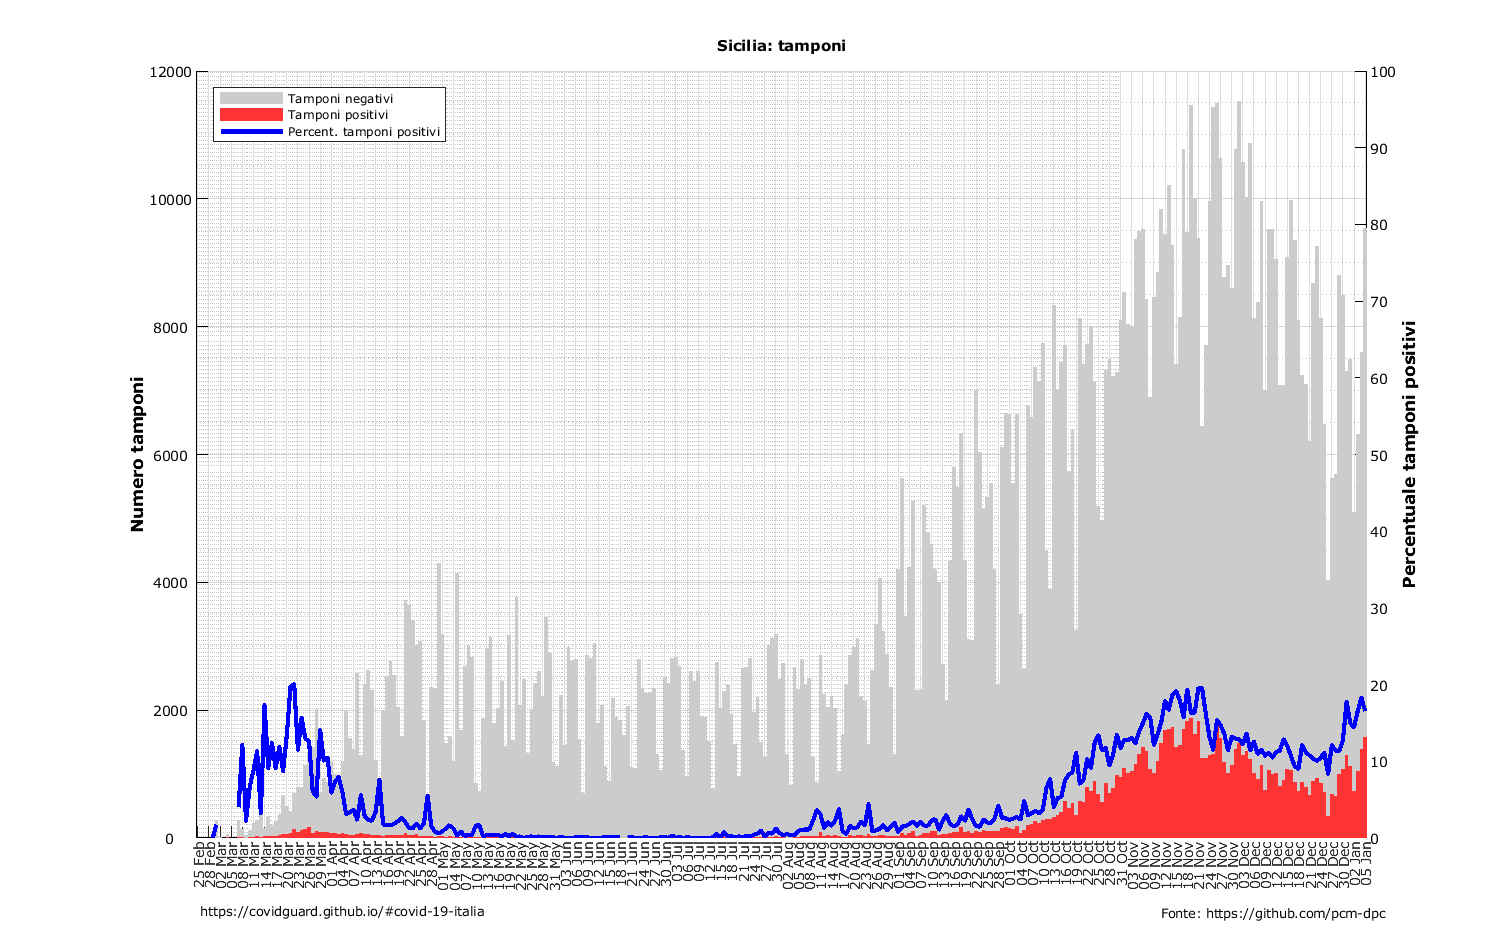 Sicilia: tamponi
Tamponi negativi
Tamponi positivi
Percent. tamponi positivi
12000
10000
8000
6000
4000
2000
0
Numero tamponi
100
90
80
70
60
50
40
30
20
10
0
Percentuale tamponi positivi
25 Feb
28 Feb
02 Mar
05 Mar
08 Mar
11 Mar
14 Mar
17 Mar
20 Mar
23 Mar
26 Mar
29 Mar
01 Apr
04 Apr
07 Apr
10 Apr
13 Apr
16 Apr
19 Apr
22 Apr
25 Apr
28 Apr
01 May
04 May
07 May
10 May
13 May
16 May
19 May
22 May
25 May
28 May
31 May
03 Jun
06 Jun
09 Jun
12 Jun
15 Jun
18 Jun
21 Jun
24 Jun
27 Jun
30 Jun
03 Jul
06 Jul
09 Jul
12 Jul
15 Jul
18 Jul
21 Jul
24 Jul
27 Jul
30 Jul
02 Aug
05 Aug
08 Aug
11 Aug
14 Aug
17 Aug
20 Aug
23 Aug
26 Aug
29 Aug
01 Sep
04 Sep
07 Sep
10 Sep
13 Sep
16 Sep
19 Sep
22 Sep
25 Sep
28 Sep
01 Oct
04 Oct
07 Oct
10 Oct
13 Oct
16 Oct
19 Oct
22 Oct
25 Oct
28 Oct
31 Oct
03 Nov
06 Nov
09 Nov
12 Nov
15 Nov
18 Nov
21 Nov
24 Nov
27 Nov
30 Nov
03 Dec
06 Dec
09 Dec
12 Dec
15 Dec
18 Dec
21 Dec
24 Dec
27 Dec
30 Dec
02 Jan
05 Jan
https://covidguard.github.io/#covid-19-italia
Fonte: https://github.com/pcm-dpc